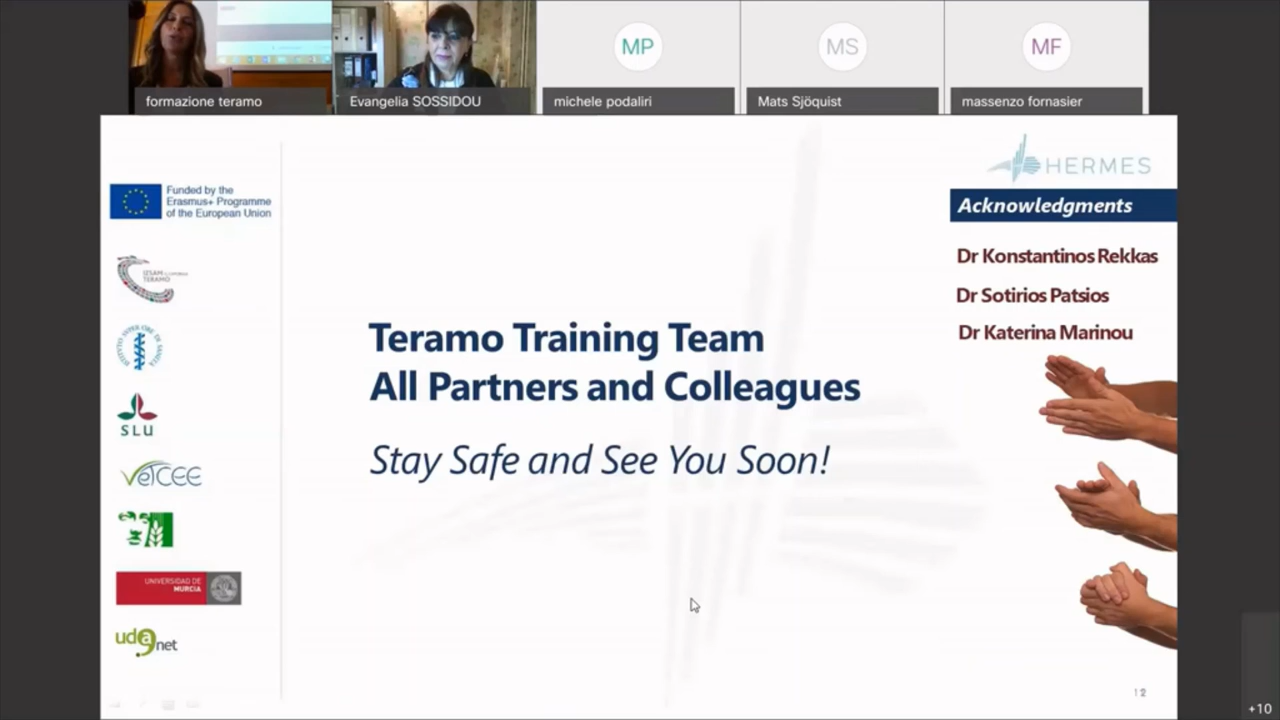 MP
MS
MF
formazione teramo
Evangelia SOSSIDOU
michele podaliri
Mats Sjöquist
massenzo fornasier
HERMES
Funded by the
Erasmus+ Programme
of the European Union
Acknowledgments
Dr Konstantinos Rekkas
Dr Sotirios Patsios
Dr Katerina Marinou
TERAMO
Teramo Training Team
All Partners and Colleagues
Stay Safe and See You Soon!
SLU
VETCEE
UNIVERSIDAD DE
MURCIA
udanet
12
+10